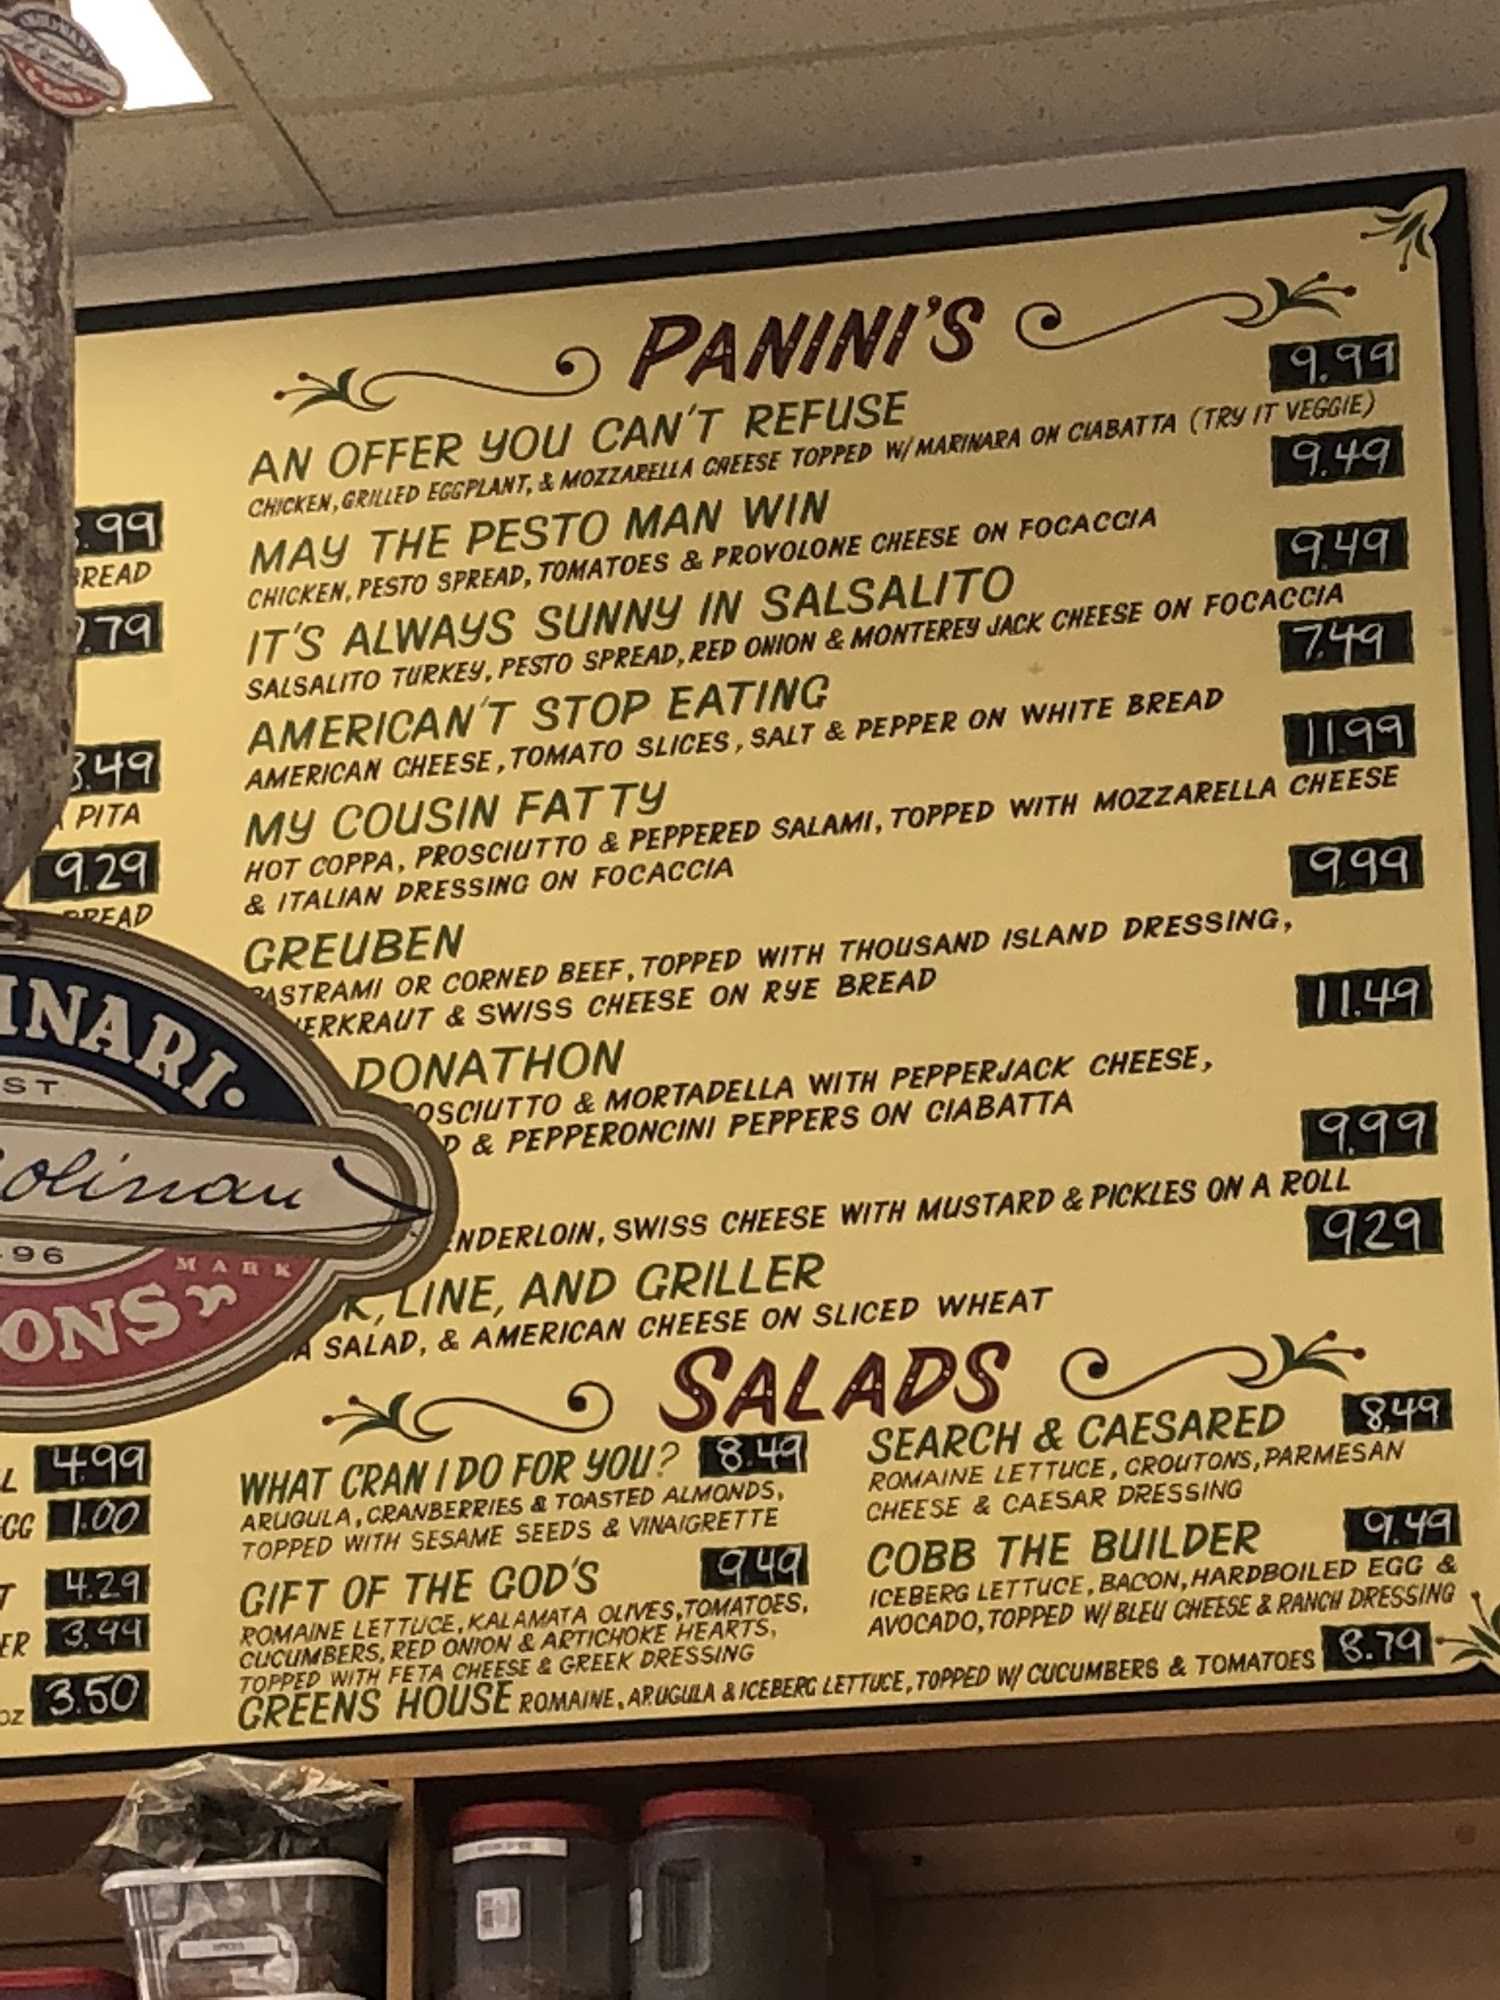 PANINI'S
AN OFFER YOU CAN'T REFUSE 9.99
CHICKEN, GRILLED EGGPLANT, & MOZZARELLA CHEESE TOPPED W/ MARINARA ON CIABATTA (TRY IT VEGGIE)
MAY THE PESTO MAN WIN 9.49
CHICKEN, PESTO SPREAD, TOMATOES & PROVOLONE CHEESE ON FOCACCIA
IT'S ALWAYS SUNNY IN SALSALITO 9.49
SALSALITO TURKEY, PESTO SPREAD, RED ONION & MONTEREY JACK CHEESE ON FOCACCIA
AMERICAN'T STOP EATING 7.49
AMERICAN CHEESE, TOMATO SLICES, SALT & PEPPER ON WHITE BREAD
MY COUSIN FATTY 11.99
HOT COPPA, PROSCIUTTO & PEPPERED SALAMI, TOPPED WITH MOZZARELLA CHEESE
& ITALIAN DRESSING ON FOCACCIA
GREUBEN 9.99
PASTRAMI OR CORNED BEEF, TOPPED WITH THOUSAND ISLAND DRESSING,
& SWISS CHEESE ON RYE BREAD
DONATHON 11.49
& MORTADELLA WITH PEPPERJACK CHEESE,
& PEPPERONCINI PEPPERS ON CIABATTA
9.99
SWISS CHEESE WITH MUSTARD & PICKLES ON A ROLL
LINE, AND GRILLER 9.29
SALAD, & AMERICAN CHEESE ON SLICED WHEAT
SALADS
WHAT CRAN I DO FOR YOU? 8.49
ARUGULA, CRANBERRIES & TOASTED ALMONDS,
TOPPED WITH SESAME SEEDS & VINAIGRETTE
GIFT OF THE GOD'S 9.49
ROMAINE LETTUCE, KALAMATA OLIVES, TOMATOES,
CUCUMBERS, RED ONION & ARTICHOKE HEARTS,
TOPPED WITH FETA CHEESE & GREEK DRESSING
SEARCH & CAESARED 8.49
ROMAINE LETTUCE, CROUTONS, PARMESAN
CHEESE & CAESAR DRESSING
COBB THE BUILDER 9.49
ICEBERG LETTUCE, BACON, HARDBOILED EGG &
AVOCADO, TOPPED W/ BLEU CHEESE & RANCH DRESSING
GREENS HOUSE ROMAINE, ARUGULA & ICEBERG LETTUCE, TOPPED W/ CUCUMBERS & TOMATOES 8.79
.99
BREAD
.79
.49
PITA
9.29
BREAD
INARI
MARK
ONS
4.99
EGG 1.00
4.29
3.99
OZ 3.50